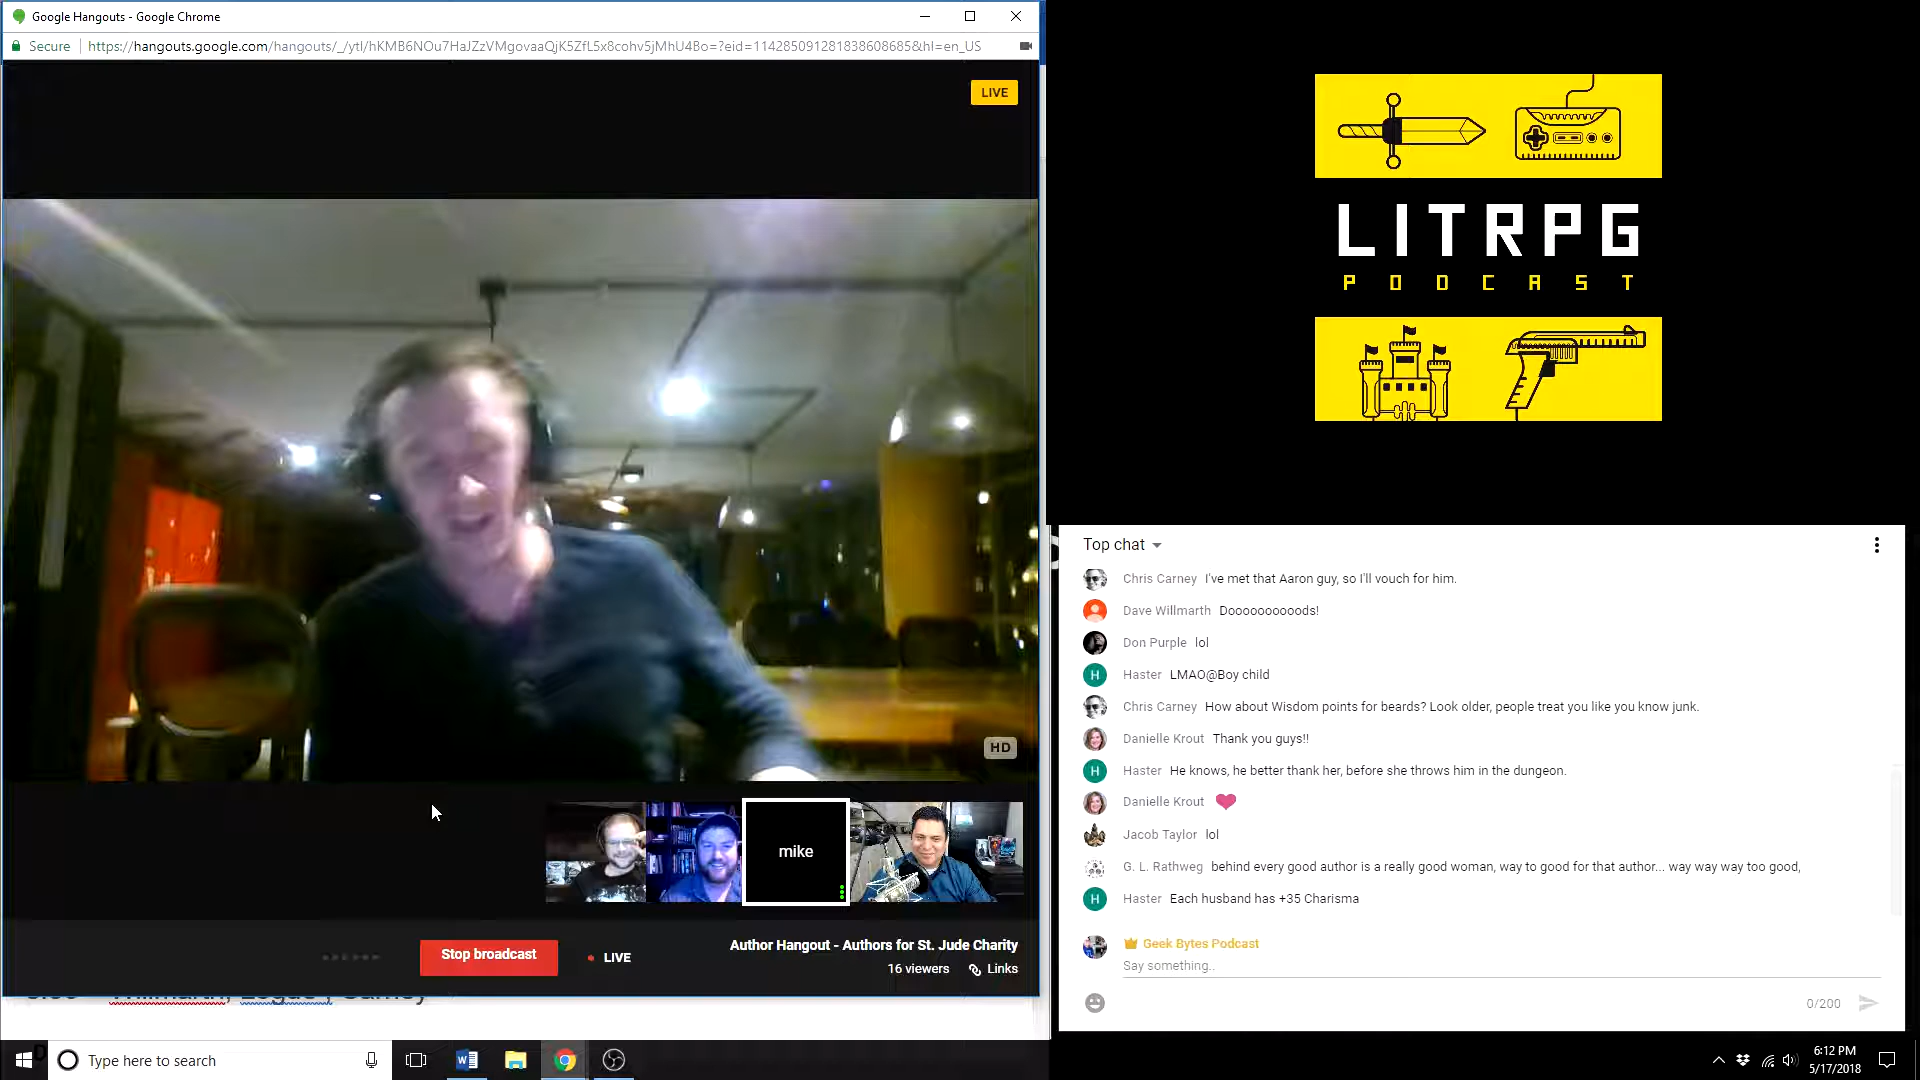 Google Hangouts - Google Chrome
Secure
https://hangouts.google.com/hangouts/_/ytl/hKMB6NOu7HaJZzVMgovaaQjK5ZfL5x8cohv5jMhU4Bo=?eid=114285091281838608685&hl=en_US
LIVE
HD
mike
Stop broadcast
LIVE
Author Hangout - Authors for St. Jude Charity
16 viewers
Links
LITRPG
PODCAST
Top chat
Chris Carney I've met that Aaron guy, so I'll vouch for him.
Dave Willmarth Doooooooooods!
Don Purple lol
H Haster LMAO@Boy child
Chris Carney How about Wisdom points for beards? Look older, people treat you like you know junk.
Danielle Krout Thank you guys!!
H Haster He knows, he better thank her, before she throws him in the dungeon.
Danielle Krout
Jacob Taylor lol
G. L. Rathweg behind every good author is a really good woman, way to good for that author... way way way too good,
H Haster Each husband has +35 Charisma
Geek Bytes Podcast
Say something..
0/200
Type here to search
6:12 PM
5/17/2018